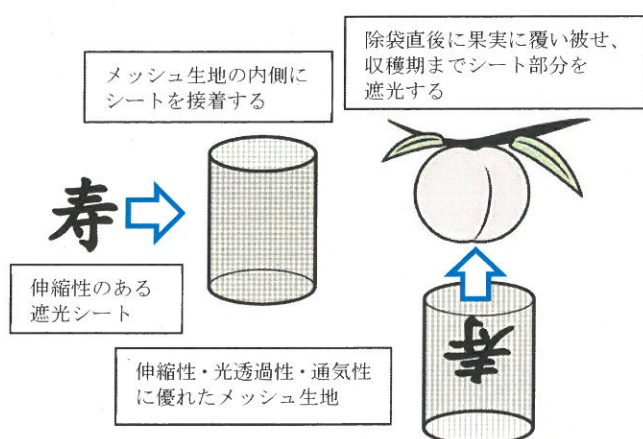 メッシュ生地の内側に
シートを接着する
除袋直後に果実に覆い被せ、
収穫期までシート部分を
遮光する
寿
伸縮性のある
遮光シート
伸縮性・光透過性・通気性
に優れたメッシュ生地
寿